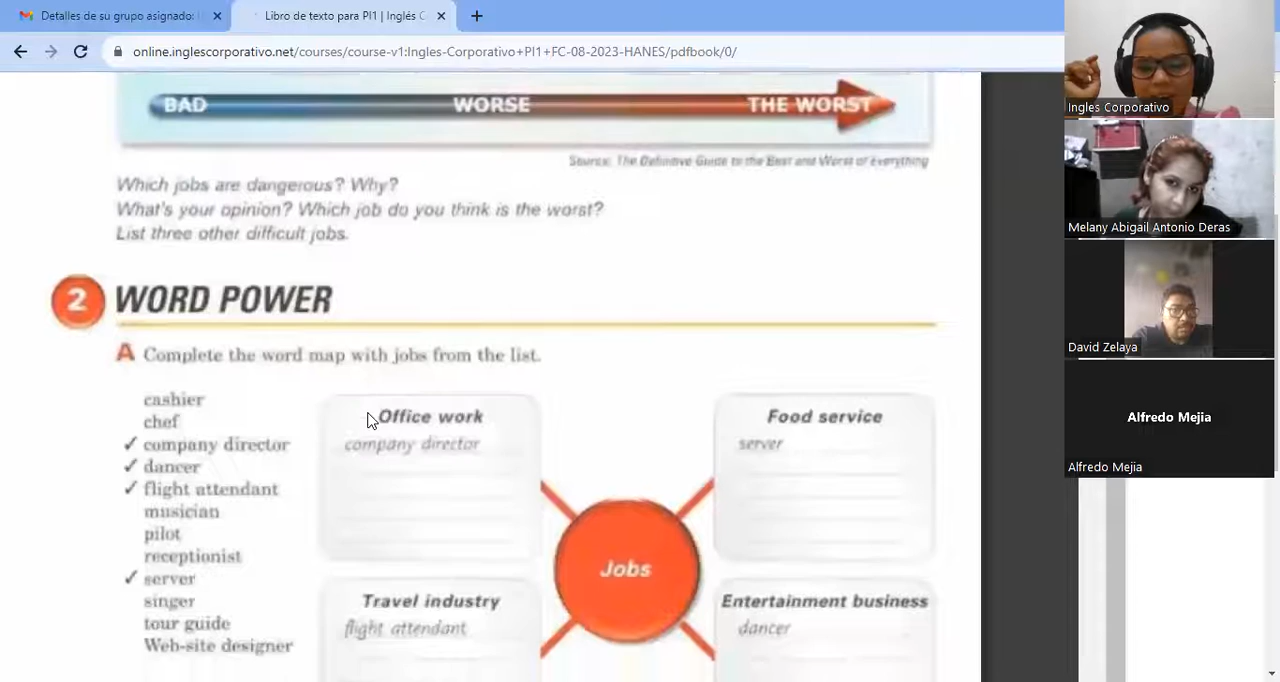 Detalles de su grupo asignado:
Libro de texto para PI1 | Inglés C
online.inglescorporativo.net/courses/course-v1:Ingles-Corporativo+PI1+FC-08-2023-HANES/pdfbook/0/
BAD WORSE THE WORST
Source: The Definitive Guide to the Best and Worst of Everything
Which jobs are dangerous? Why?
What's your opinion? Which job do you think is the worst?
List three other difficult jobs.
2 WORD POWER
A Complete the word map with jobs from the list.
cashier
chef
✓ company director
✓ dancer
✓ flight attendant
musician
pilot
receptionist
✓ server
singer
tour guide
Web-site designer
Office work
company director
Food service
server
Jobs
Travel industry
flight attendant
Entertainment business
dancer
Ingles Corporativo
Melany Abigail Antonio Deras
David Zelaya
Alfredo Mejia
Alfredo Mejia